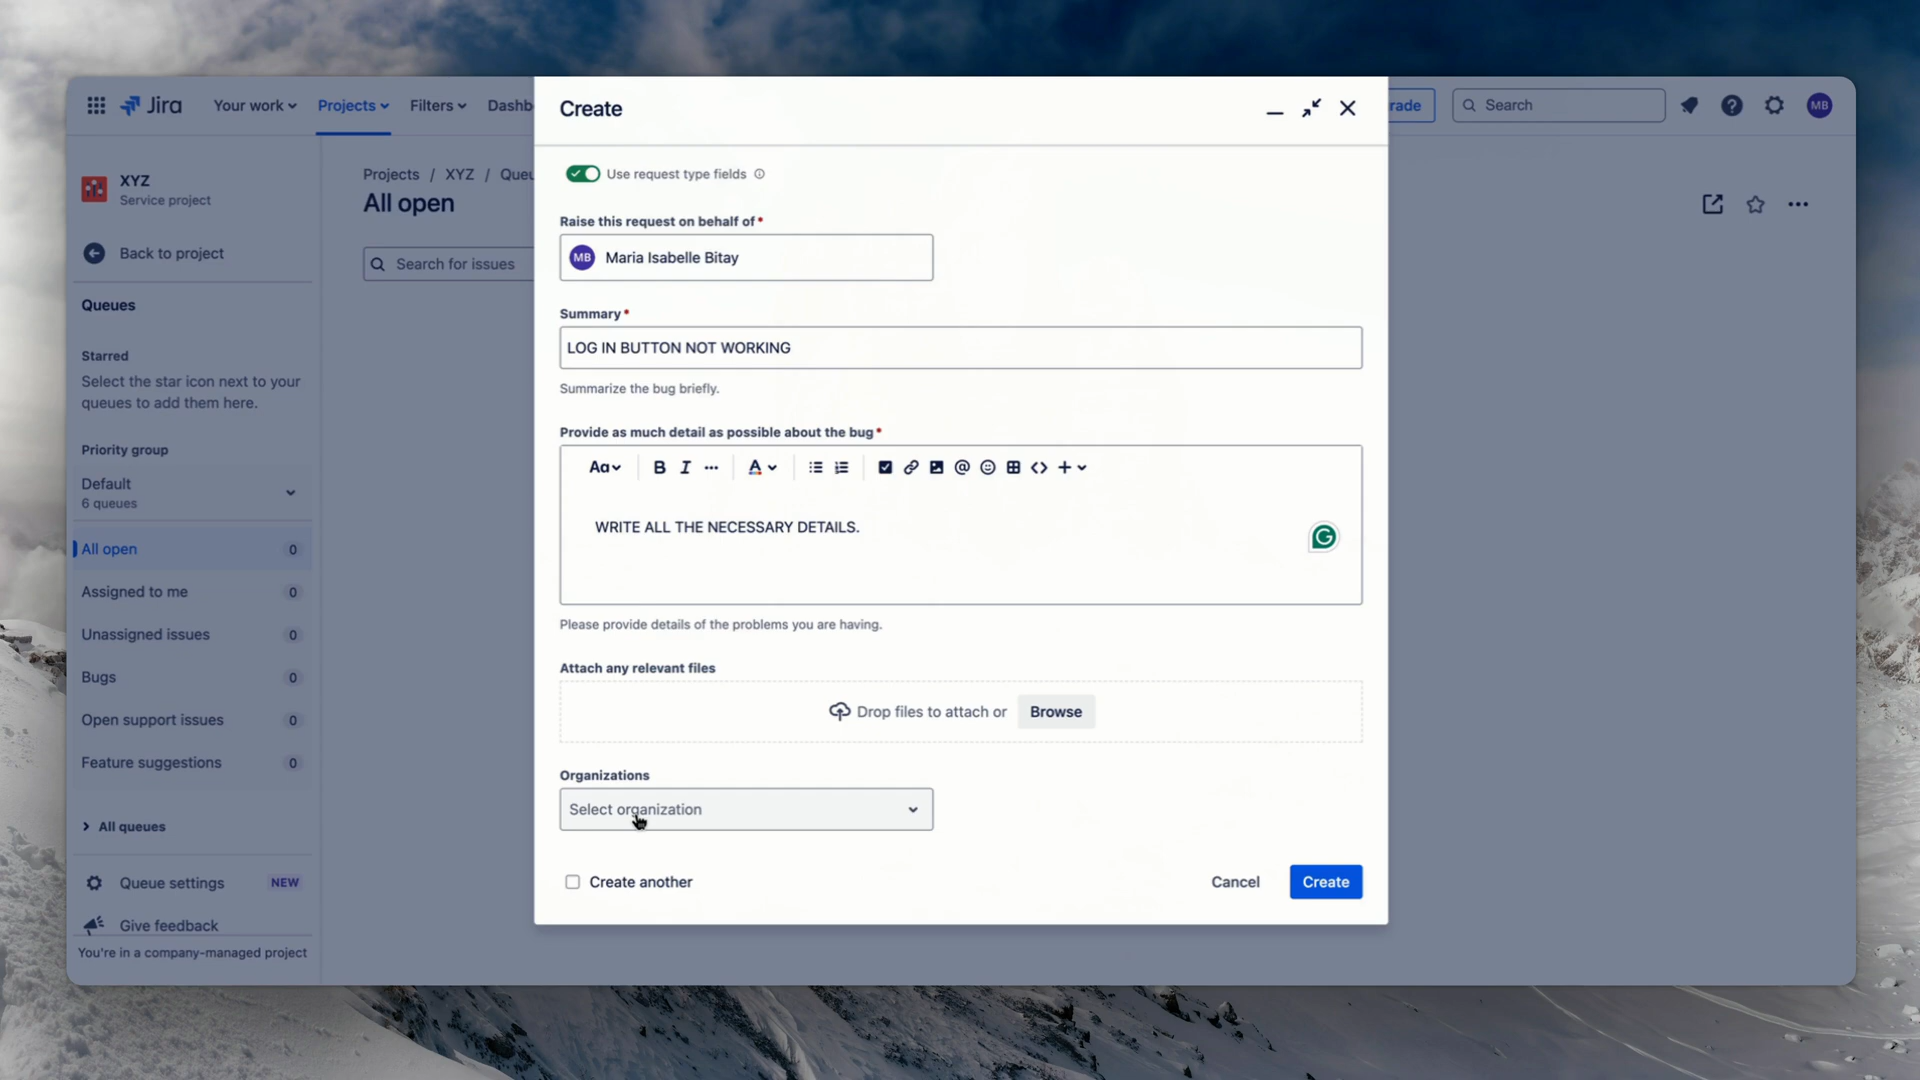 Jira
Your work
Projects
Filters
Dashb
rade
Search
MB
XYZ
Service project
Back to project
Queues
Starred
Select the star icon next to your
queues to add them here.
Priority group
Default
6 queues
All open 0
Assigned to me 0
Unassigned issues 0
Bugs 0
Open support issues 0
Feature suggestions 0
All queues
Queue settings NEW
Give feedback
You're in a company-managed project
Projects / XYZ / Queu
All open
Search for issues
Create
Use request type fields
Raise this request on behalf of*
MB Maria Isabelle Bitay
Summary*
LOG IN BUTTON NOT WORKING
Summarize the bug briefly.
Provide as much detail as possible about the bug*
Aa B I ••• A @ <> +
WRITE ALL THE NECESSARY DETAILS.
G
Please provide details of the problems you are having.
Attach any relevant files
Drop files to attach or Browse
Organizations
Select organization
Create another
Cancel
Create